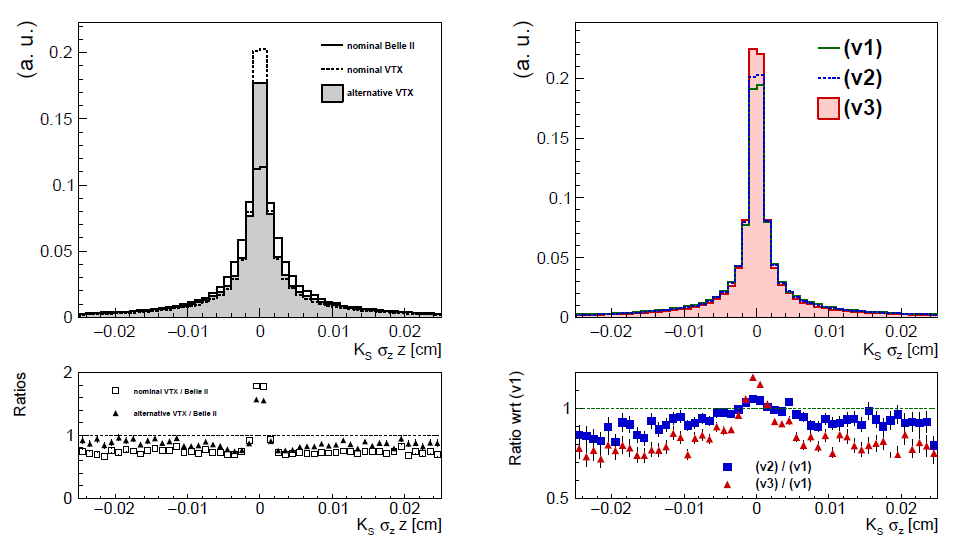 (a. u.)
0.2
0.15
0.1
0.05
0
nominal Belle II
nominal VTX
alternative VTX
−0.02 −0.01 0 0.01 0.02
K_S σ_z z [cm]
Ratios
2
1
0
nominal VTX / Belle II
alternative VTX / Belle II
−0.02 −0.01 0 0.01 0.02
K_S σ_z z [cm]
(a. u.)
0.2
0.15
0.1
0.05
0
(v1)
(v2)
(v3)
−0.02 −0.01 0 0.01 0.02
K_S σ_z z [cm]
Ratio wrt (v1)
1
0.5
(v2) / (v1)
(v3) / (v1)
−0.02 −0.01 0 0.01 0.02
K_S σ_z z [cm]